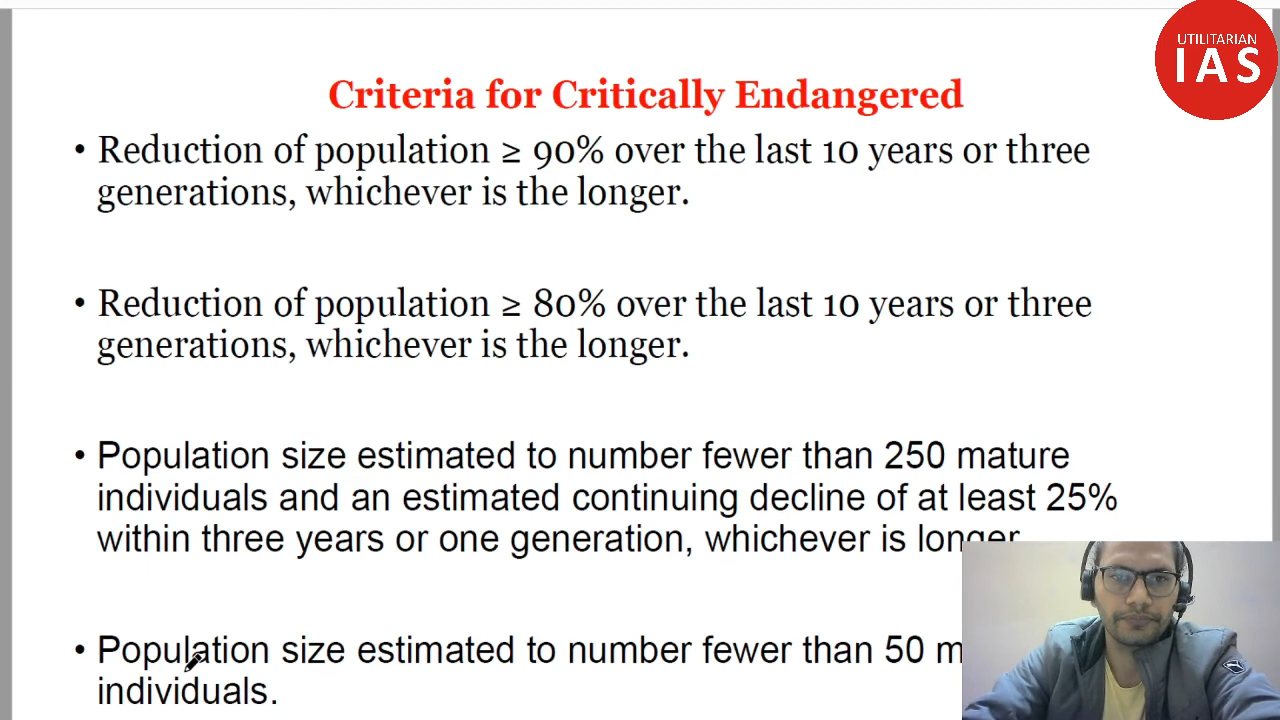 UTILITARIAN
IAS
Criteria for Critically Endangered
• Reduction of population ≥ 90% over the last 10 years or three
generations, whichever is the longer.
• Reduction of population ≥ 80% over the last 10 years or three
generations, whichever is the longer.
• Population size estimated to number fewer than 250 mature
individuals and an estimated continuing decline of at least 25%
within three years or one generation, whichever is longer
• Population size estimated to number fewer than 50 m
individuals.